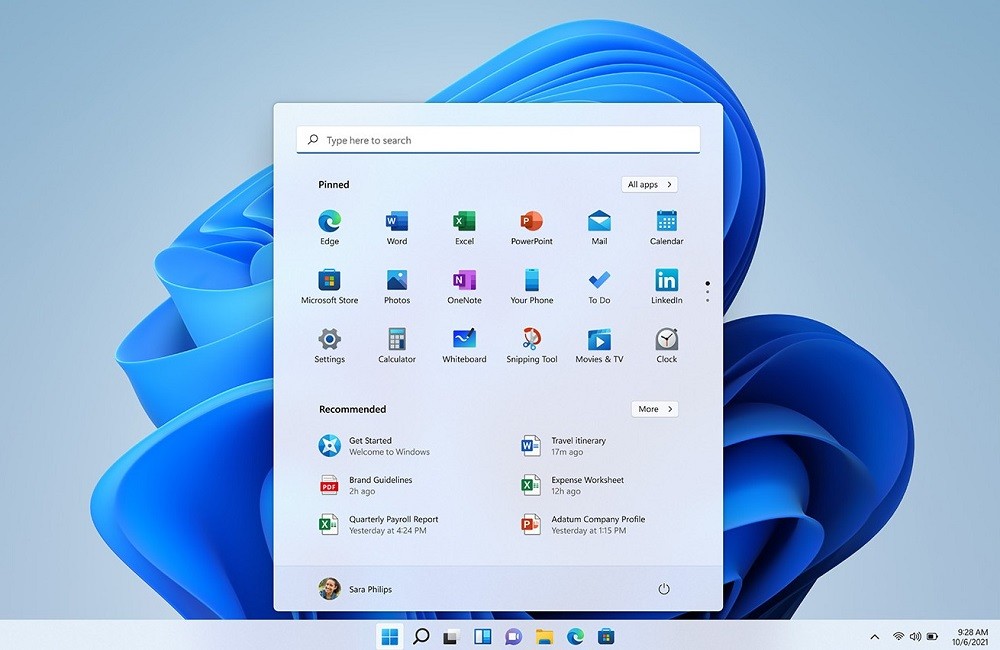 Type here to search
Pinned
All apps
Edge
Word
Excel
PowerPoint
Mail
Calendar
Microsoft Store
Photos
OneNote
Your Phone
To Do
LinkedIn
Settings
Calculator
Whiteboard
Snipping Tool
Movies & TV
Clock
Recommended
More
Get Started
Welcome to Windows
Travel itinerary
17m ago
PDF
Brand Guidelines
2h ago
Expense Worksheet
12h ago
Quarterly Payroll Report
Yesterday at 4:24 PM
Adatum Company Profile
Yesterday at 1:15 PM
Sara Philips
9:28 AM
10/6/2021